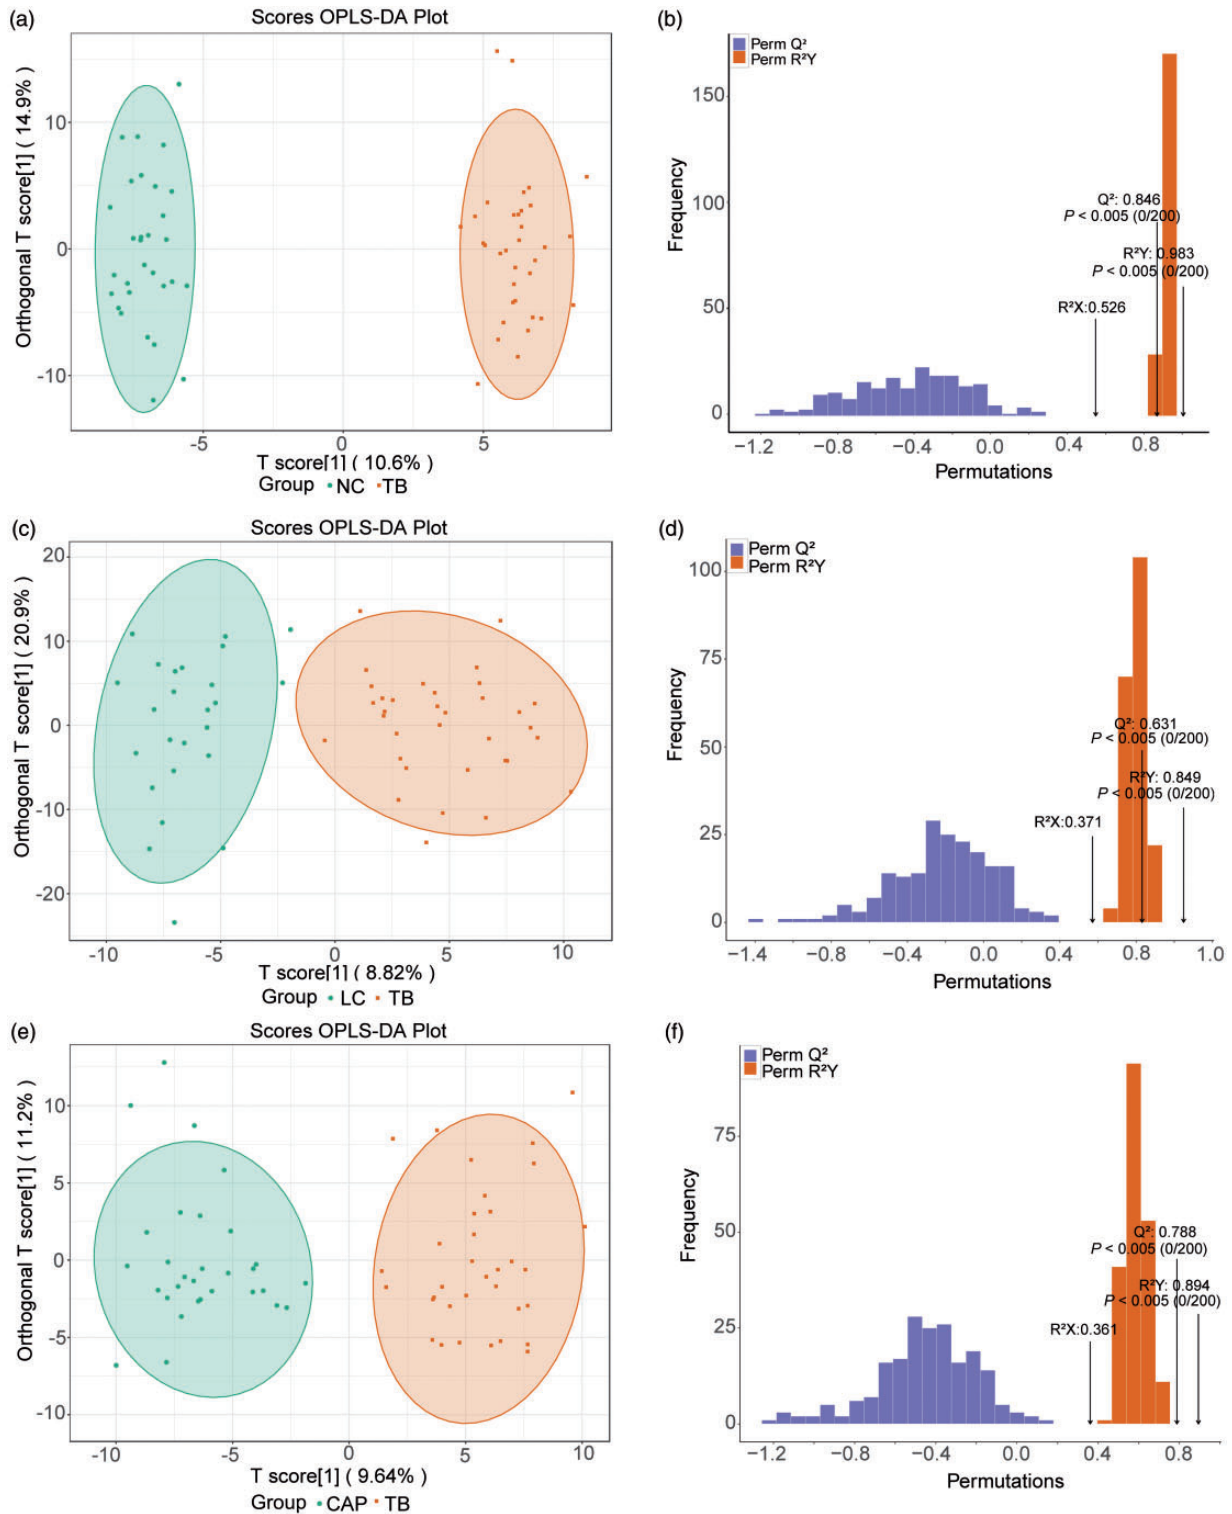 (a)
Scores OPLS-DA Plot
Orthogonal T score[1] ( 14.9% )
10
0
-10
-5
0
5
T score[1] ( 10.6% )
Group NC TB
(b)
Perm Q²
Perm R²Y
Frequency
150
100
50
0
Q²: 0.846
P < 0.005 (0/200)
R²Y: 0.983
P < 0.005 (0/200)
R²X:0.526
−1.2
−0.8
−0.4
0.0
0.4
0.8
Permutations
(c)
Scores OPLS-DA Plot
Orthogonal T score[1] ( 20.9% )
20
10
0
-10
-20
-10
-5
0
5
10
T score[1] ( 8.82% )
Group LC TB
(d)
Perm Q²
Perm R²Y
Frequency
100
75
50
25
0
Q²: 0.631
P < 0.005 (0/200)
R²Y: 0.849
P < 0.005 (0/200)
R²X:0.371
−1.4
−0.8
−0.4
0.0
0.4
0.8
1.0
Permutations
(e)
Scores OPLS-DA Plot
Orthogonal T score[1] ( 11.2% )
10
5
0
-5
-10
-10
-5
0
5
10
T score[1] ( 9.64% )
Group CAP TB
(f)
Perm Q²
Perm R²Y
Frequency
75
50
25
0
Q²: 0.788
P < 0.005 (0/200)
R²Y: 0.894
P < 0.005 (0/200)
R²X:0.361
−1.2
−0.8
−0.4
0.0
0.4
0.8
Permutations